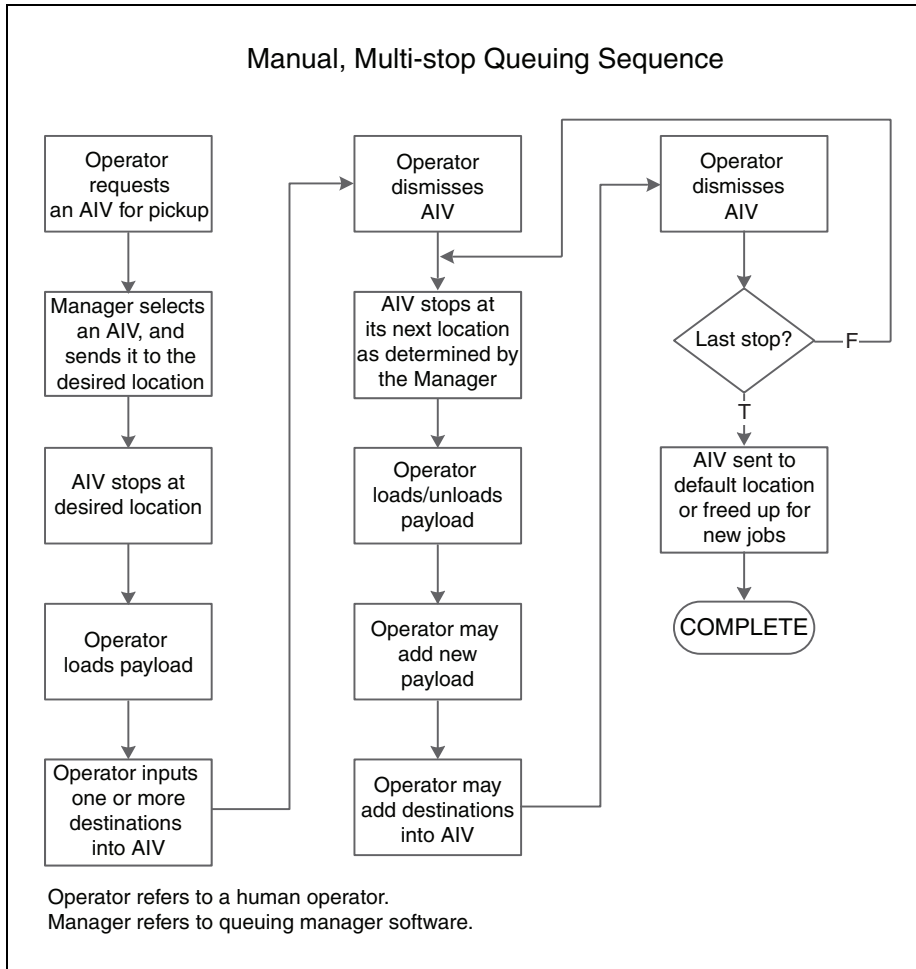 Manual, Multi-stop Queuing Sequence
Operator
requests
an AIV for pickup
Manager selects
an AIV, and
sends it to the
desired location
AIV stops at
desired location
Operator
loads payload
Operator inputs
one or more
destinations
into AIV
Operator
dismisses
AIV
AIV stops at
its next location
as determined by
the Manager
Operator
loads/unloads
payload
Operator may
add new
payload
Operator may
add destinations
into AIV
Operator
dismisses
AIV
Last stop?
F
T
AIV sent to
default location
or freed up for
new jobs
COMPLETE
Operator refers to a human operator.
Manager refers to queuing manager software.